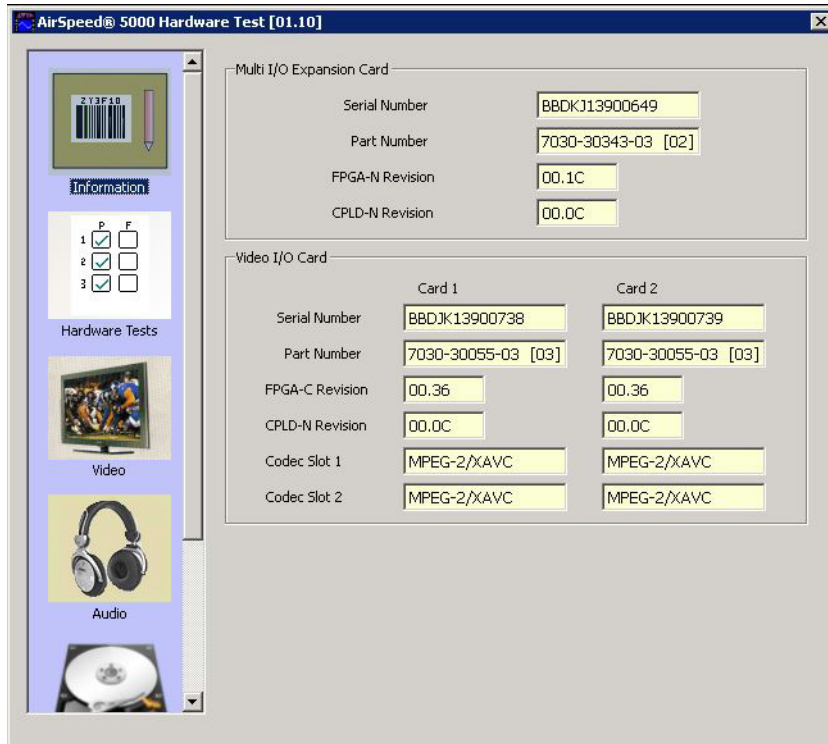 AirSpeed® 5000 Hardware Test [01.10]
2Y3F10
Information
P F
1
2
3
Hardware Tests
Video
Audio
Multi I/O Expansion Card
Serial Number BBDKJ13900649
Part Number 7030-30343-03 [02]
FPGA-N Revision 00.1C
CPLD-N Revision 00.0C
Video I/O Card
Card 1 Card 2
Serial Number BBDJK13900738 BBDJK13900739
Part Number 7030-30055-03 [03] 7030-30055-03 [03]
FPGA-C Revision 00.36 00.36
CPLD-N Revision 00.0C 00.0C
Codec Slot 1 MPEG-2/XAVC MPEG-2/XAVC
Codec Slot 2 MPEG-2/XAVC MPEG-2/XAVC